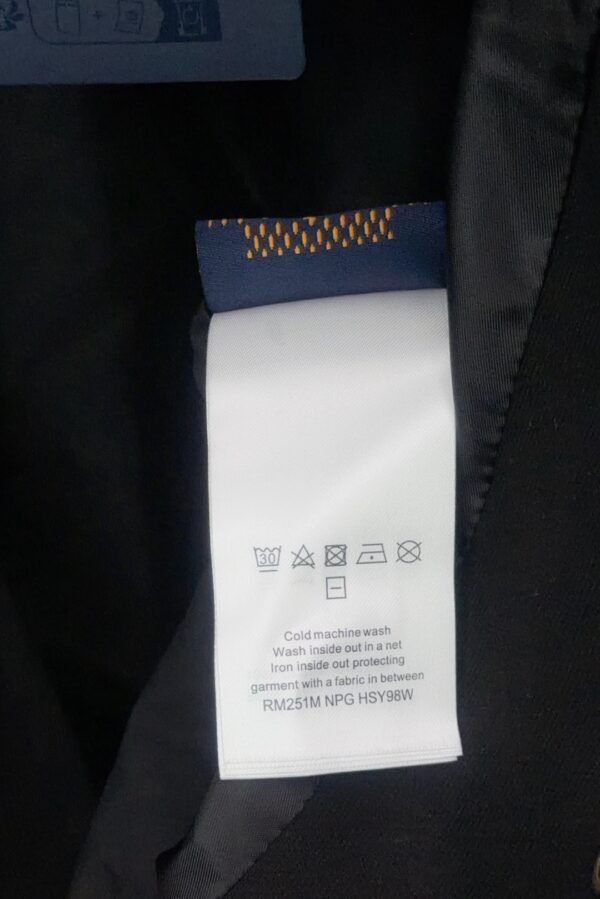 30
Cold machine wash
Wash inside out in a net
Iron inside out protecting
garment with a fabric in between
RM251M NPG HSY98W